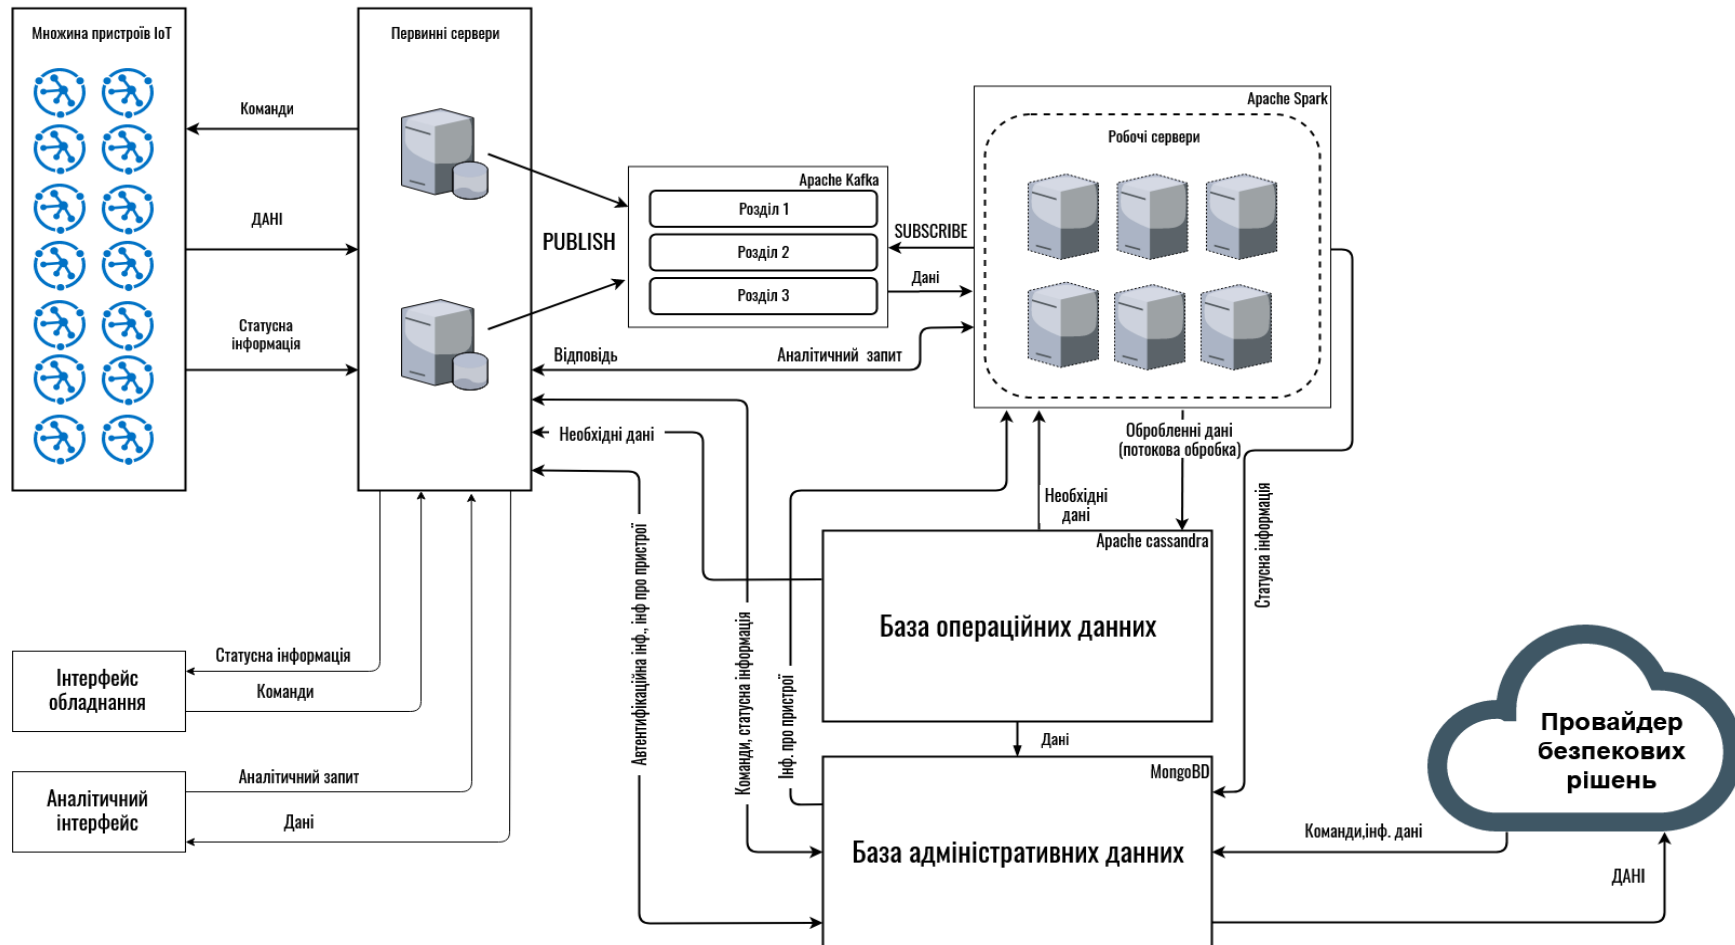 Множина пристроїв IoT
Первинні сервери
Команди
ДАНІ
Статусна
інформація
PUBLISH
Apache Kafka
Розділ 1
Розділ 2
Розділ 3
SUBSCRIBE
Дані
Apache Spark
Робочі сервери
Відповідь
Аналітичний запит
Необхідні дані
Обробленні дані
(потокова обробка)
Необхідні
дані
Статусна інформація
Автентифікаційна інф., інф про пристрої
Команди, статусна інформація
Інф. про пристрої
Apache cassandra
База операційних данних
Дані
MongoBD
База адміністративних данних
Статусна інформація
Інтерфейс
обладнання
Команди
Аналітичний запит
Аналітичний
інтерфейс
Дані
Провайдер
безпекових
рішень
Команди,інф. дані
ДАНІ